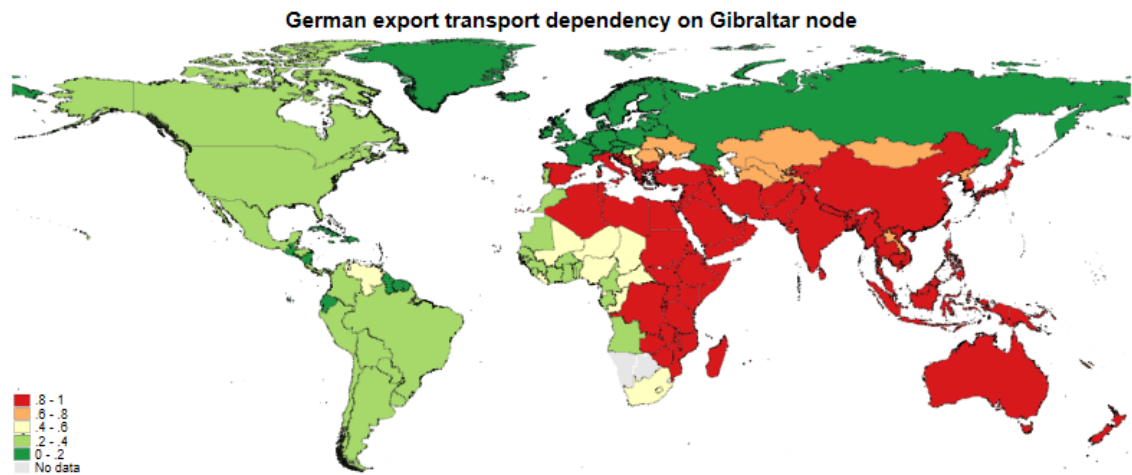 German export transport dependency on Gibraltar node
.8 - 1
.6 - .8
.4 - .6
.2 - .4
0 - .2
No data